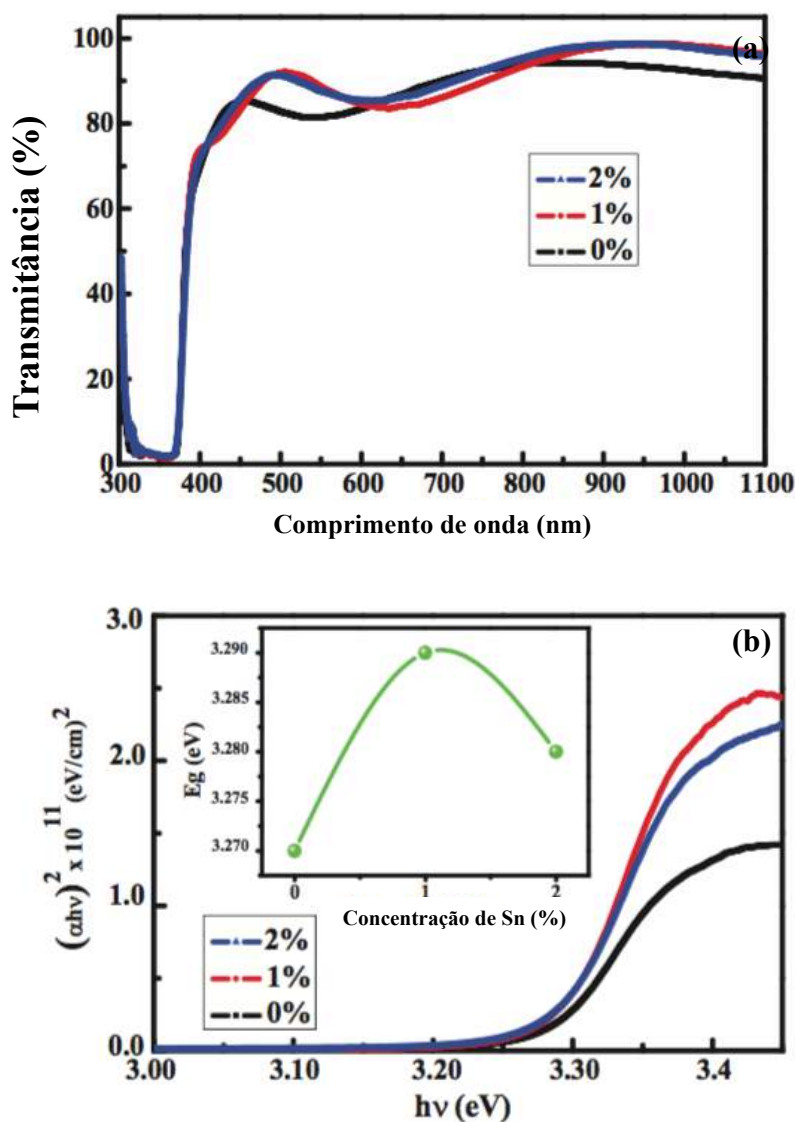 (a)
Transmitância (%)
100
80
60
40
20
0
2%
1%
0%
300 400 500 600 700 800 900 1000 1100
Comprimento de onda (nm)
(b)
(αhν)² x 10¹¹ (eV/cm)²
3.0
2.0
1.0
0.0
Eg (eV)
3.290
3.285
3.280
3.275
3.270
0 1 2
Concentração de Sn (%)
2%
1%
0%
3.00 3.10 3.20 3.30 3.4
hν (eV)